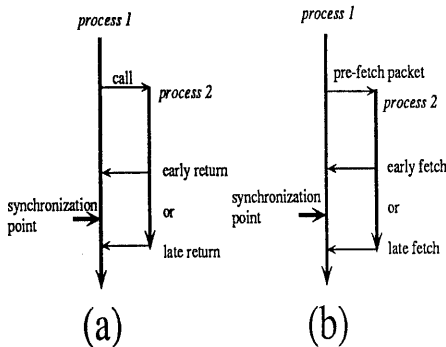 process 1
call
process 2
early return
synchronization
point
or
late return
(a)
process 1
pre-fetch packet
process 2
early fetch
synchronization
point
or
late fetch
(b)